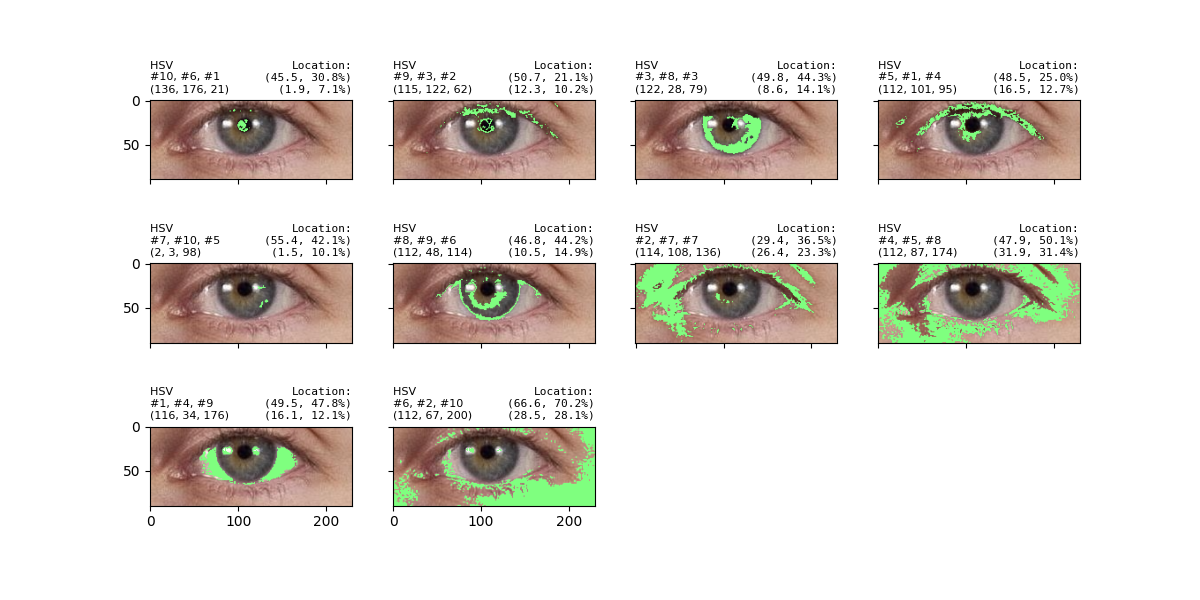 HSV Location:
#10, #6, #1 (45.5, 30.8%)
(136, 176, 21) (1.9, 7.1%)
HSV Location:
#9, #3, #2 (50.7, 21.1%)
(115, 122, 62) (12.3, 10.2%)
HSV Location:
#3, #8, #3 (49.8, 44.3%)
(122, 28, 79) (8.6, 14.1%)
HSV Location:
#5, #1, #4 (48.5, 25.0%)
(112, 101, 95) (16.5, 12.7%)
0
50
HSV Location:
#7, #10, #5 (55.4, 42.1%)
(2, 3, 98) (1.5, 10.1%)
HSV Location:
#8, #9, #6 (46.8, 44.2%)
(112, 48, 114) (10.5, 14.9%)
HSV Location:
#2, #7, #7 (29.4, 36.5%)
(114, 108, 136) (26.4, 23.3%)
HSV Location:
#4, #5, #8 (47.9, 50.1%)
(112, 87, 174) (31.9, 31.4%)
0
50
HSV Location:
#1, #4, #9 (49.5, 47.8%)
(116, 34, 176) (16.1, 12.1%)
HSV Location:
#6, #2, #10 (66.6, 70.2%)
(112, 67, 200) (28.5, 28.1%)
0
50
0 100 200
0 100 200